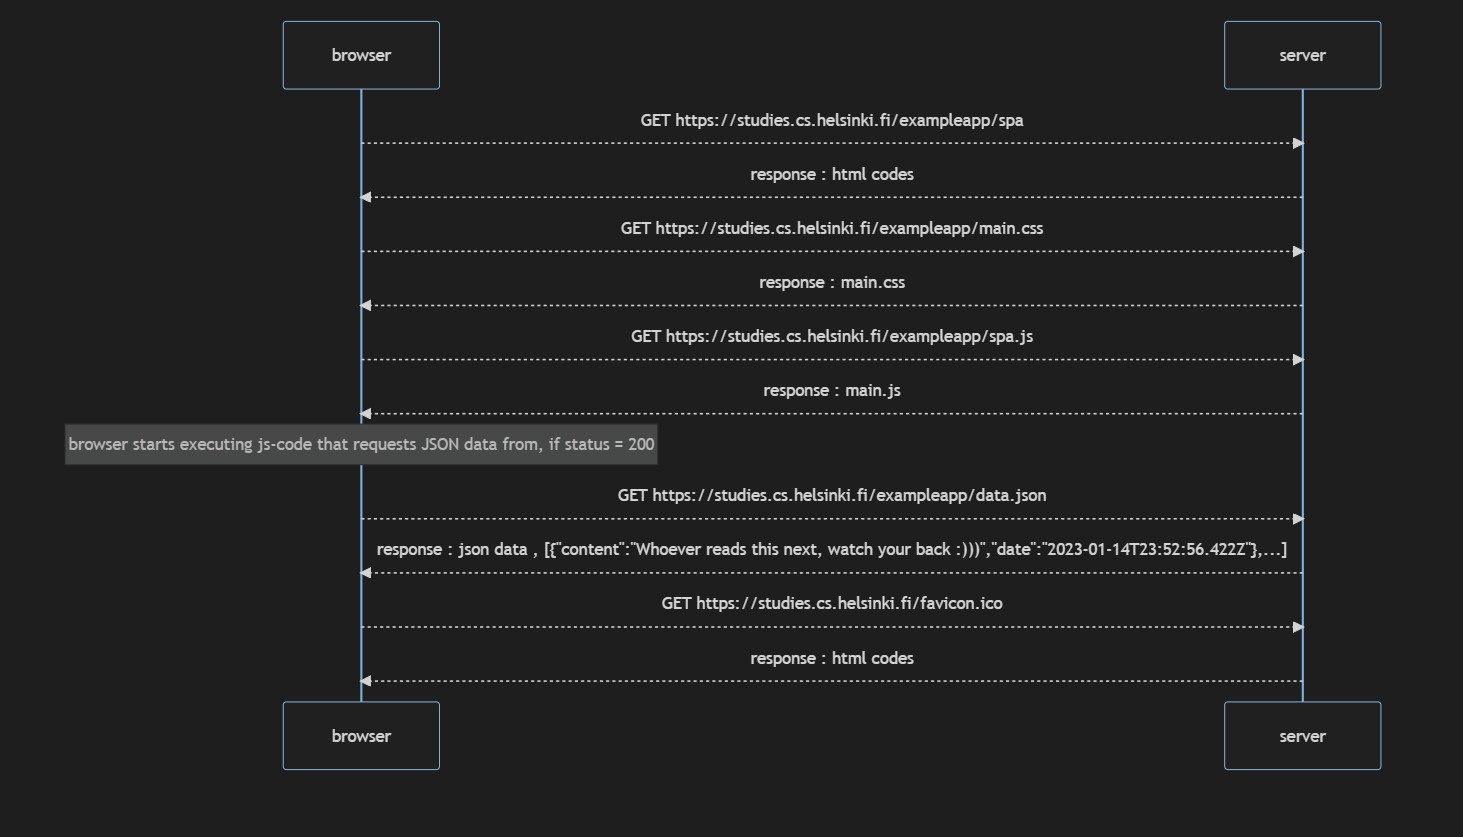 browser
server
GET https://studies.cs.helsinki.fi/exampleapp/spa
response : html codes
GET https://studies.cs.helsinki.fi/exampleapp/main.css
response : main.css
GET https://studies.cs.helsinki.fi/exampleapp/spa.js
response : main.js
browser starts executing js-code that requests JSON data from, if status = 200
GET https://studies.cs.helsinki.fi/exampleapp/data.json
response : json data , [{"content":"Whoever reads this next, watch your back :)))","date":"2023-01-14T23:52:56.422Z"},...]
GET https://studies.cs.helsinki.fi/favicon.ico
response : html codes
browser
server